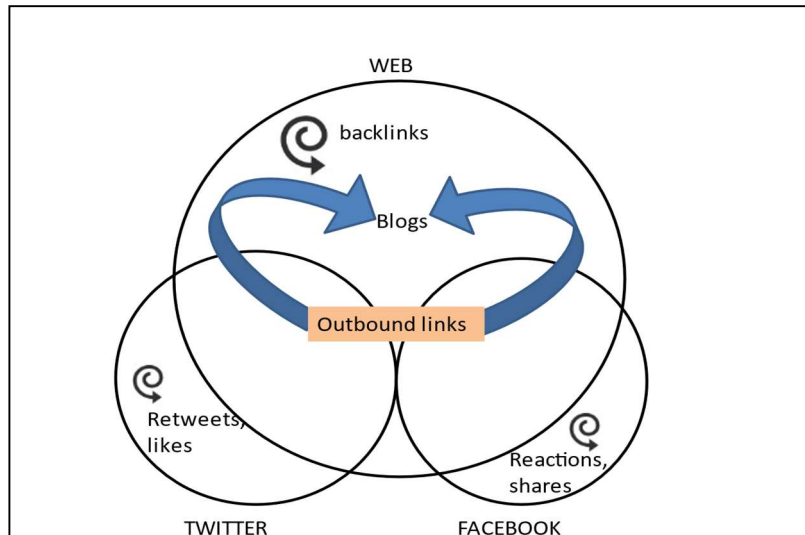 WEB
backlinks
Blogs
Outbound links
Retweets,
likes
Reactions,
shares
TWITTER
FACEBOOK